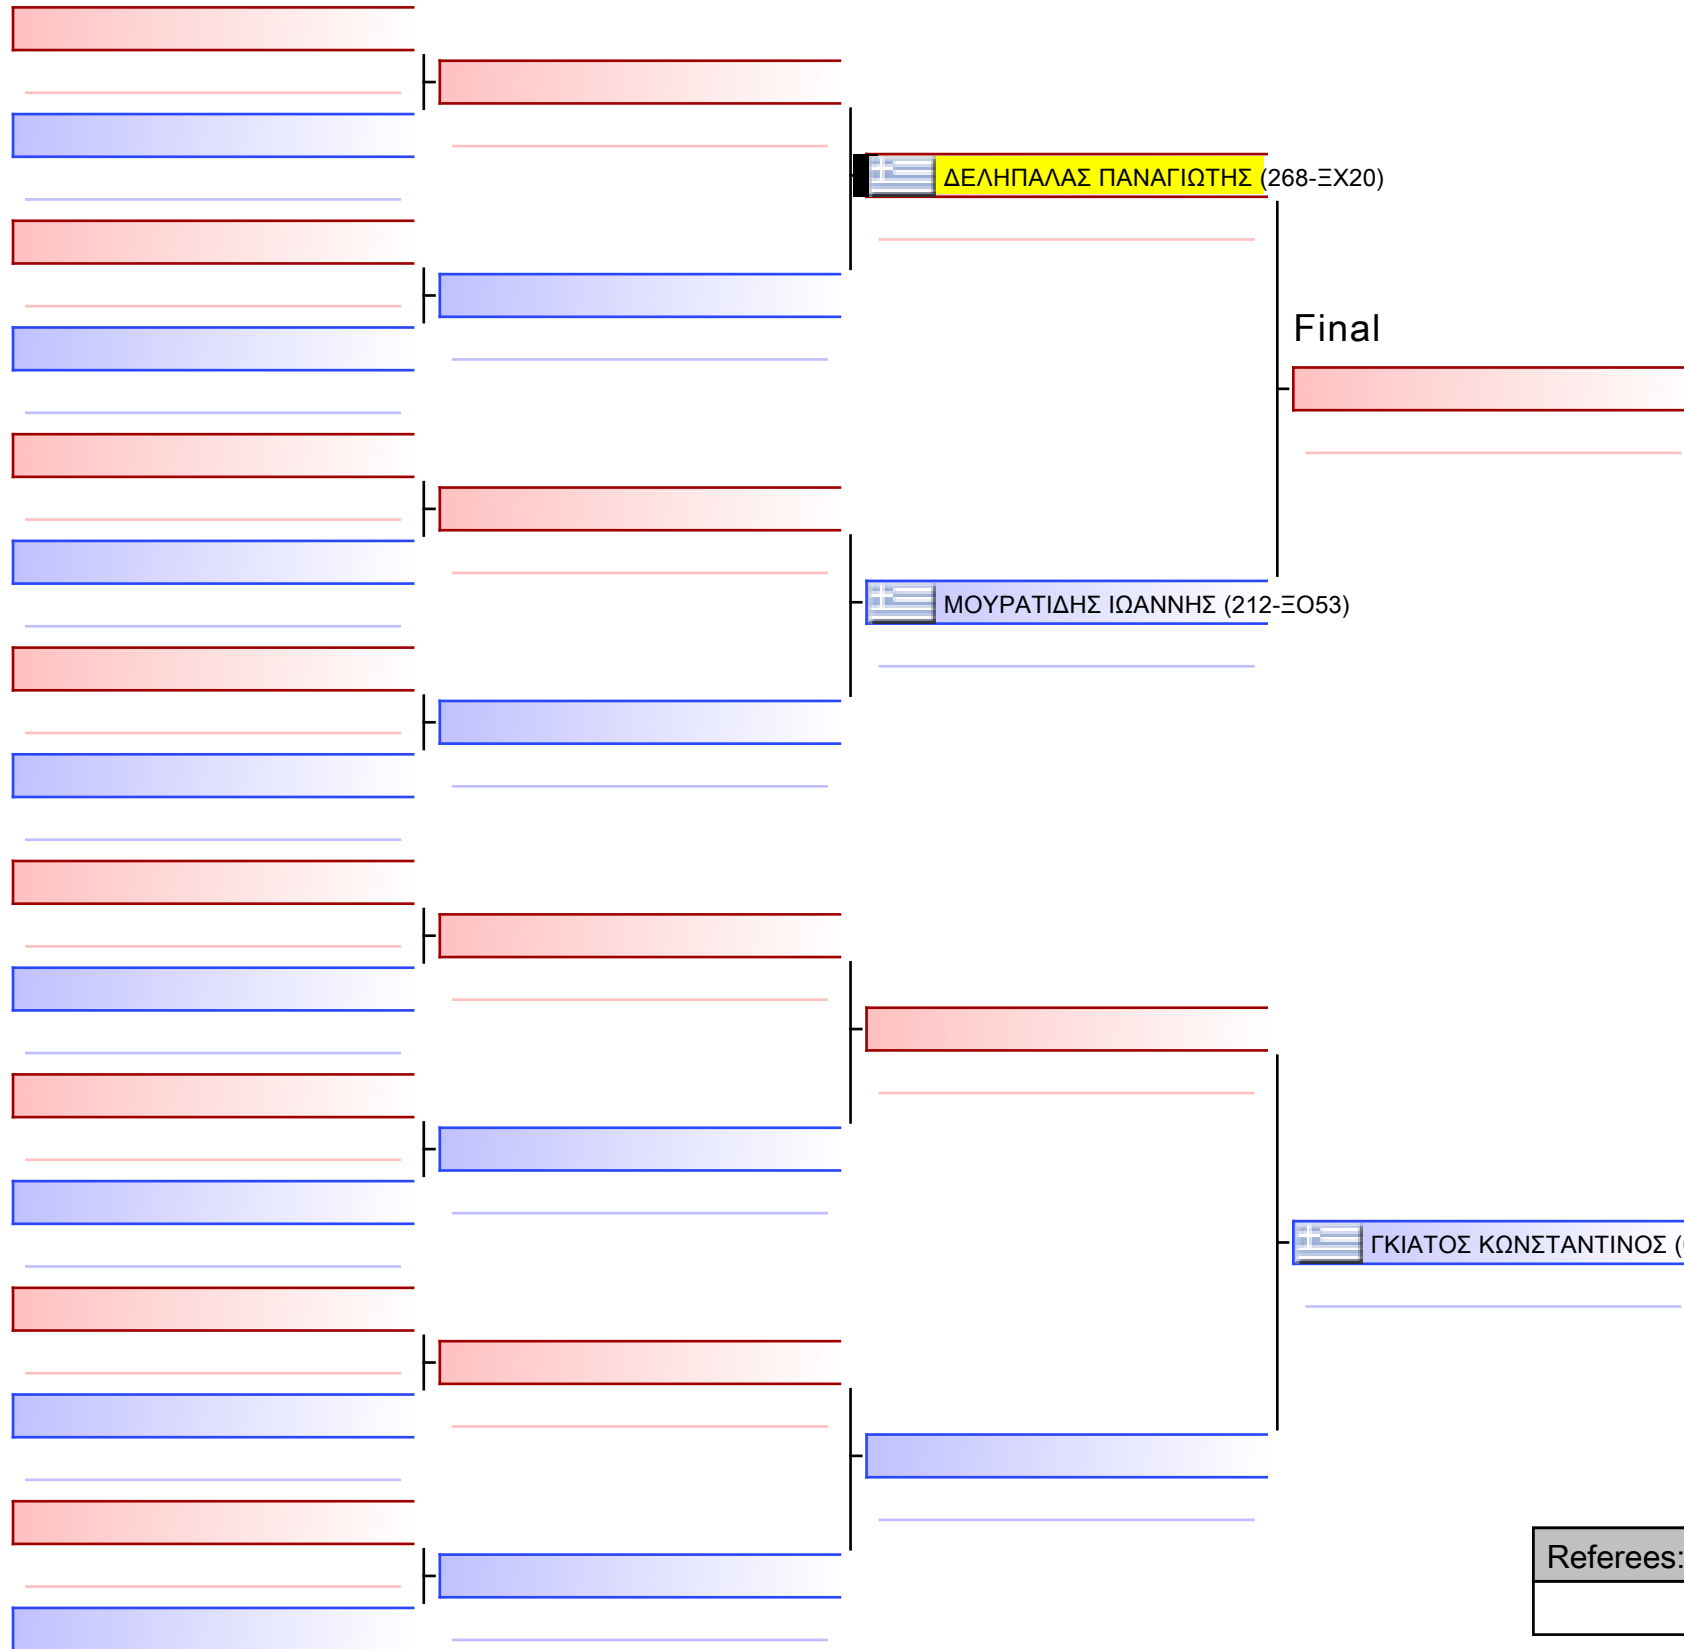 ΔΕΛΗΠΑΛΑΣ ΠΑΝΑΓΙΩΤΗΣ (268-ΞΧ20)
Final
ΜΟΥΡΑΤΙΔΗΣ ΙΩΑΝΝΗΣ (212-ΞΟ53)
ΓΚΙΑΤΟΣ ΚΩΝΣΤΑΝΤΙΝΟΣ (
Referees: